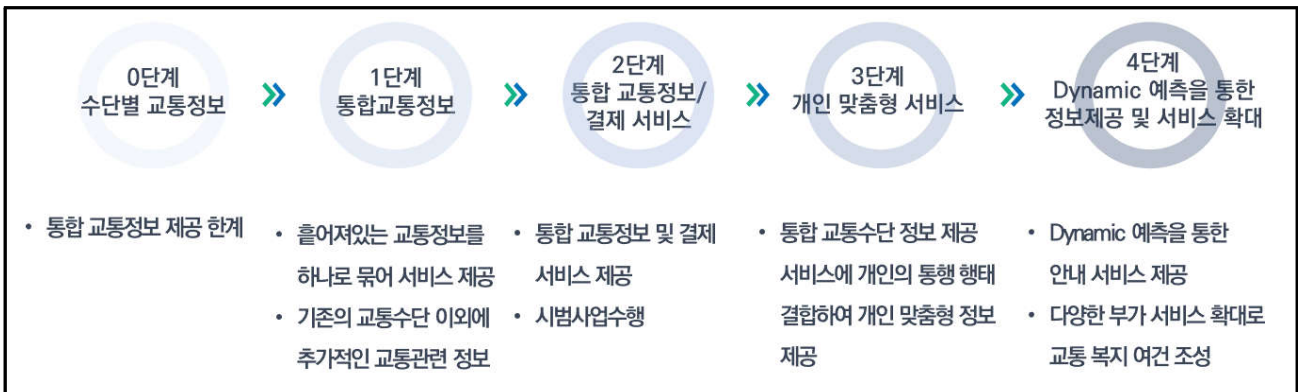 0단계
수단별 교통정보
1단계
통합교통정보
2단계
통합 교통정보/
결제 서비스
3단계
개인 맞춤형 서비스
4단계
Dynamic 예측을 통한
정보제공 및 서비스 확대
• 통합 교통정보 제공 한계
• 흩어져있는 교통정보를
하나로 묶어 서비스 제공
• 기존의 교통수단 이외에
추가적인 교통관련 정보
• 통합 교통정보 및 결제
서비스 제공
• 시범사업수행
• 통합 교통수단 정보 제공
서비스에 개인의 통행 행태
결합하여 개인 맞춤형 정보
제공
• Dynamic 예측을 통한
안내 서비스 제공
• 다양한 부가 서비스 확대로
교통 복지 여건 조성